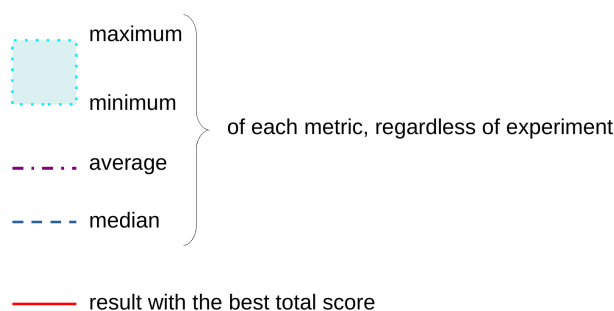 maximum
minimum
of each metric, regardless of experiment
average
median
result with the best total score